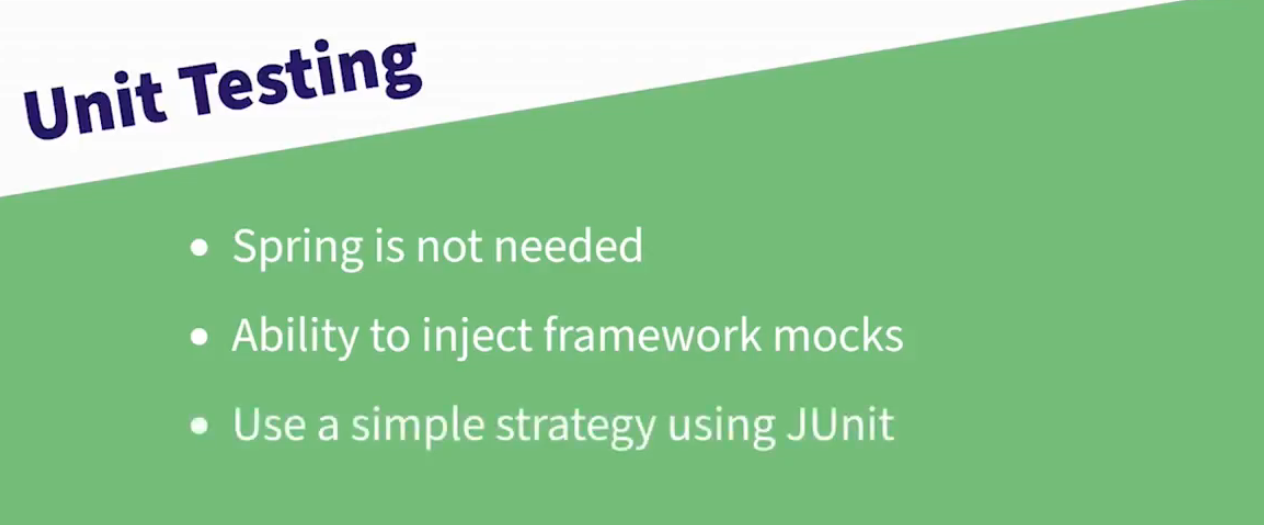 Unit Testing
• Spring is not needed
• Ability to inject framework mocks
• Use a simple strategy using JUnit